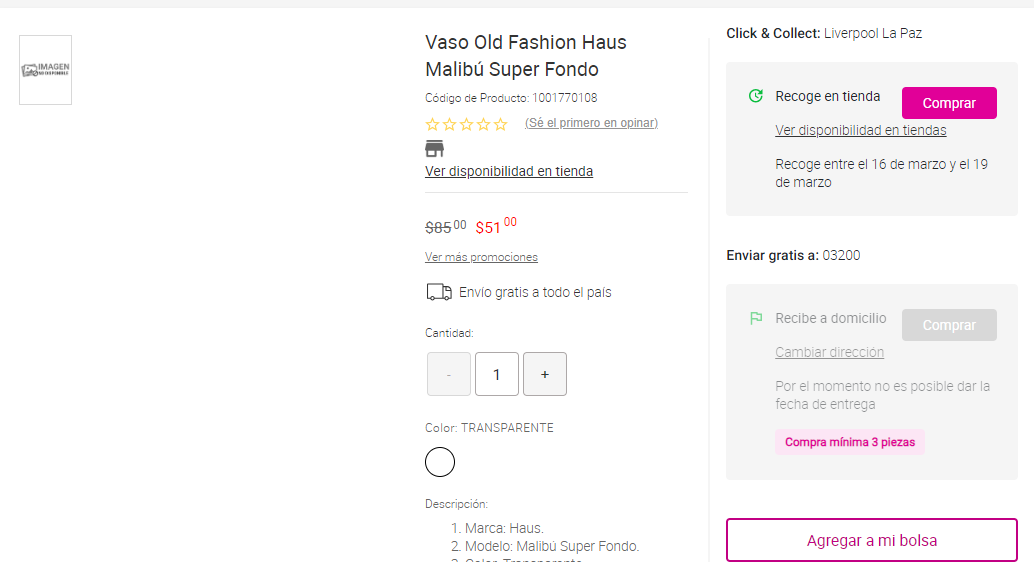 IMAGEN
NO DISPONIBLE
Vaso Old Fashion Haus
Malibú Super Fondo
Código de Producto: 1001770108
(Sé el primero en opinar)
Ver disponibilidad en tienda
$85 00 $51 00
Ver más promociones
Envío gratis a todo el país
Cantidad:
- 1 +
Color: TRANSPARENTE
Descripción:
1. Marca: Haus.
2. Modelo: Malibú Super Fondo.
3. Color: Transparente.
Click & Collect: Liverpool La Paz
Recoge en tienda
Comprar
Ver disponibilidad en tiendas
Recoge entre el 16 de marzo y el 19
de marzo
Enviar gratis a: 03200
Recibe a domicilio
Comprar
Cambiar dirección
Por el momento no es posible dar la
fecha de entrega
Compra mínima 3 piezas
Agregar a mi bolsa